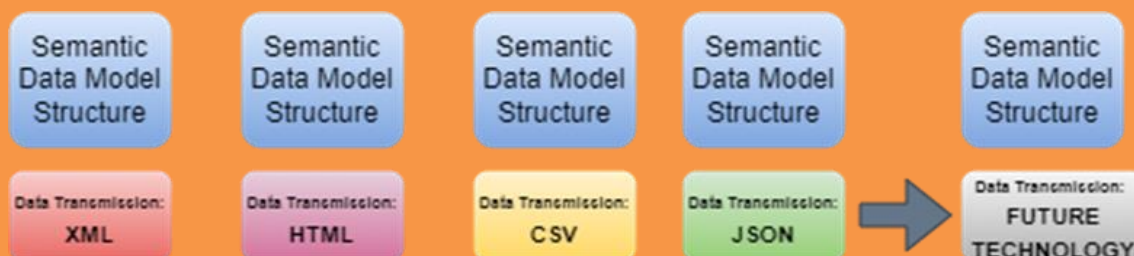 Semantic
Data Model
Structure
Semantic
Data Model
Structure
Semantic
Data Model
Structure
Semantic
Data Model
Structure
Semantic
Data Model
Structure
Data Transmission:
XML
Data Transmission:
HTML
Data Transmission:
CSV
Data Transmission:
JSON
Data Transmission:
FUTURE
TECHNOLOGY